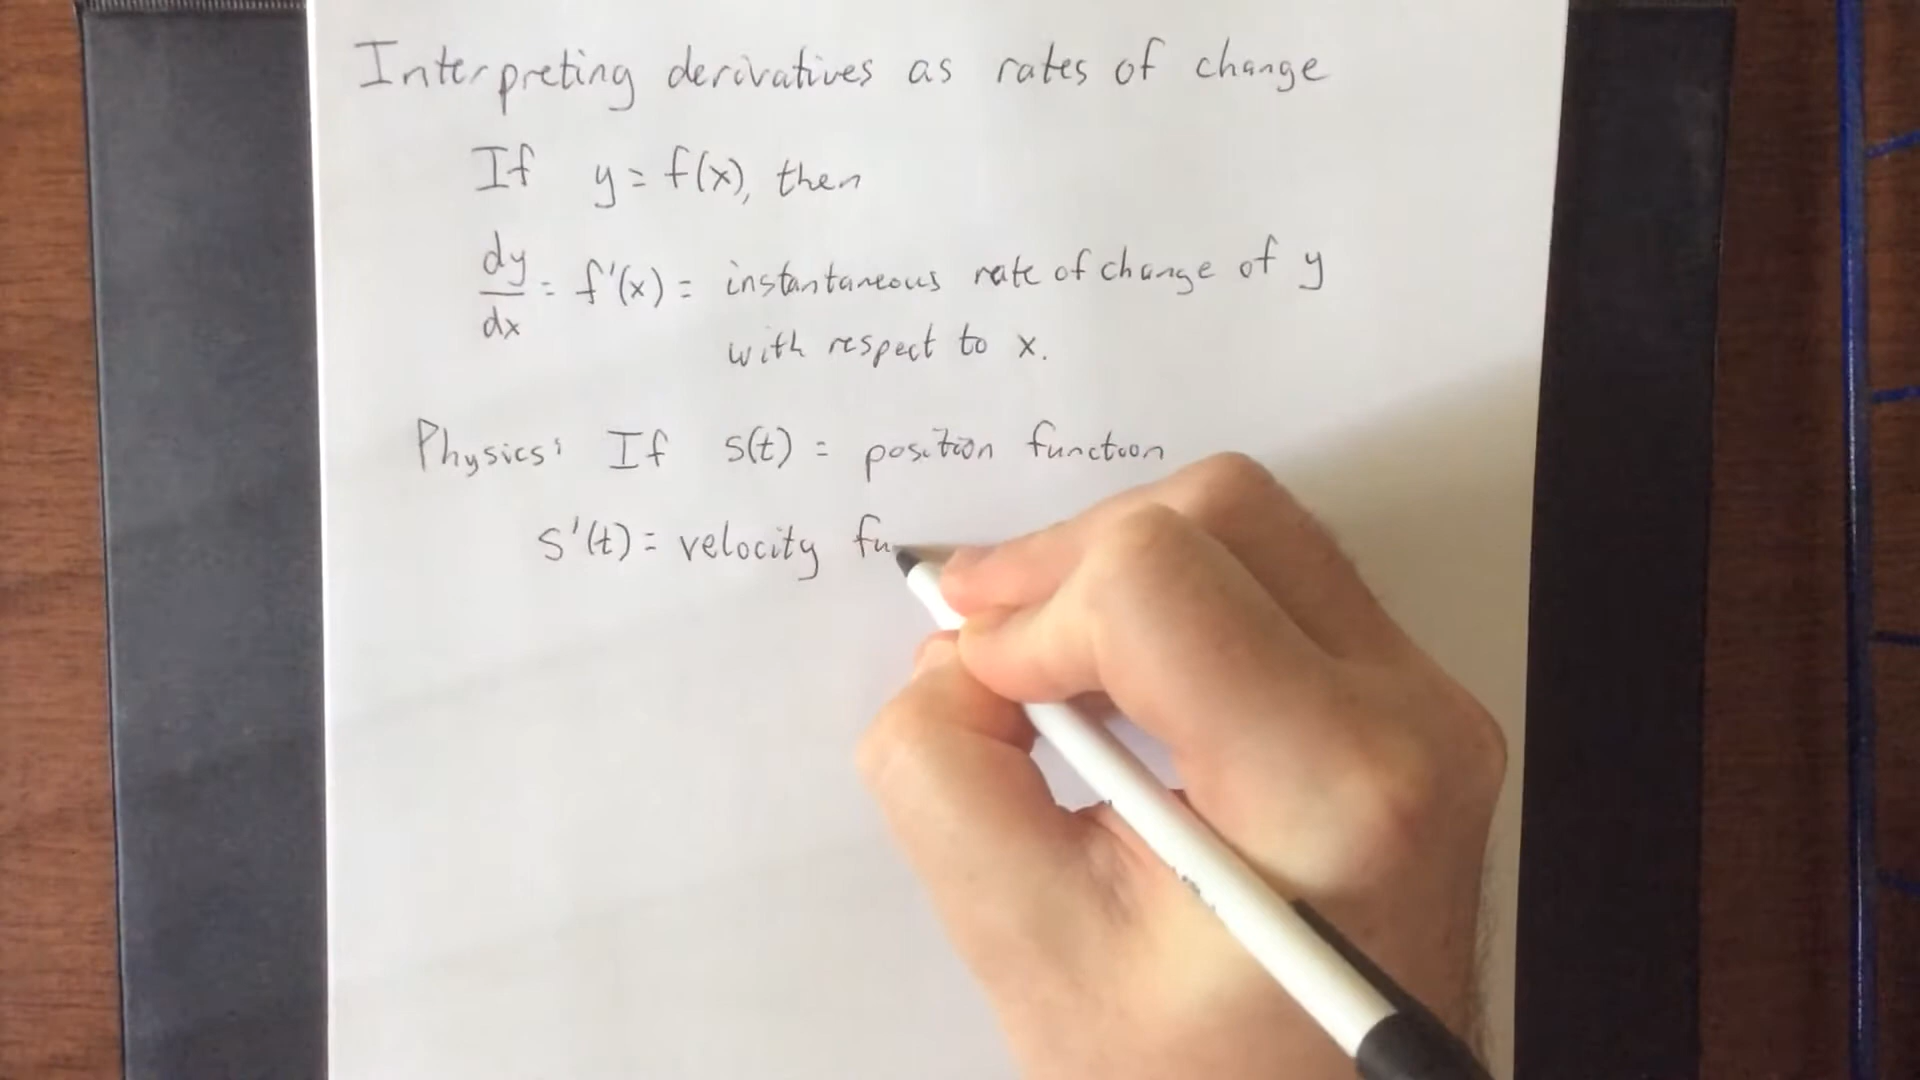 Interpreting derivatives as rates of change
If y = f(x), then
dy/dx = f'(x) = instantaneous rate of change of y
with respect to x.
Physics: If s(t) = position function
s'(t) = velocity fu